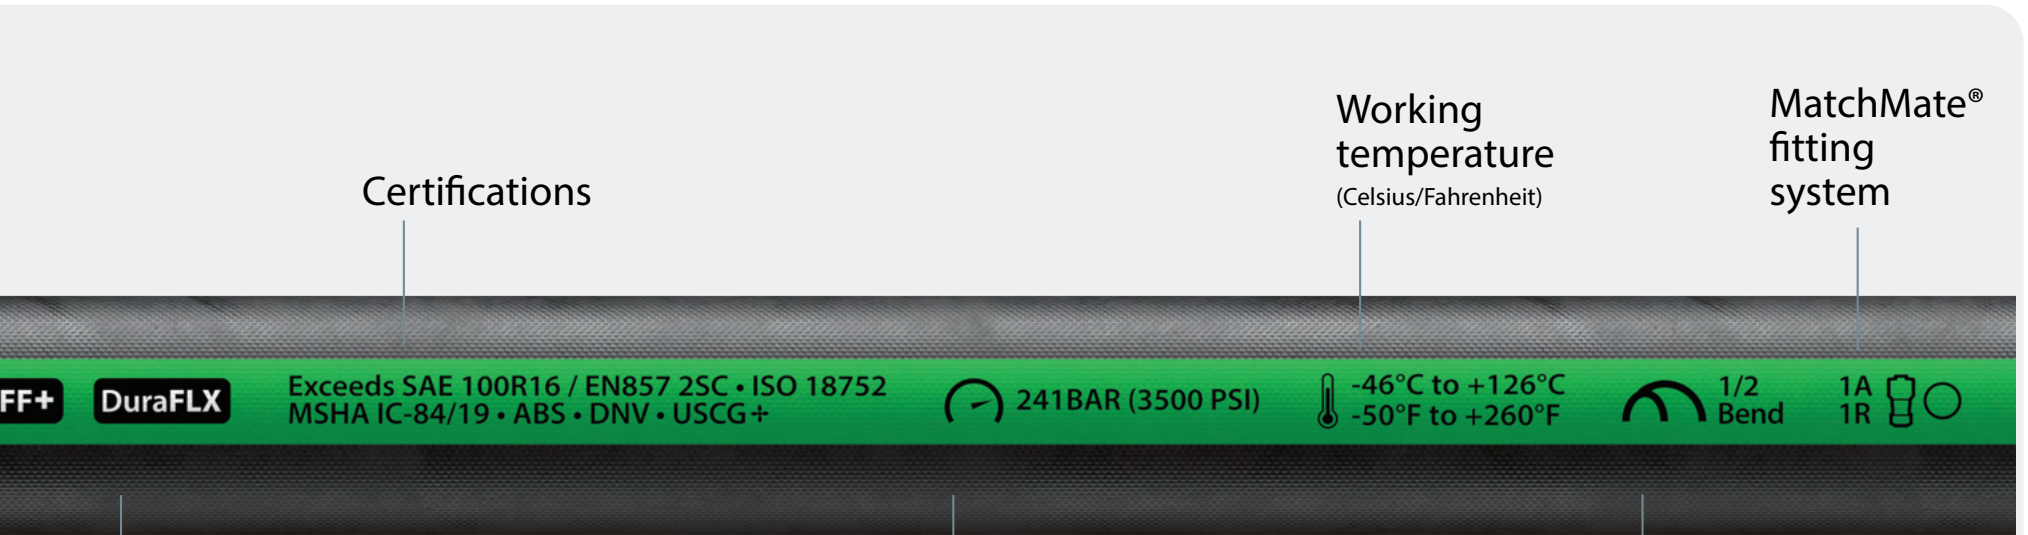 Certifications
Working
temperature
(Celsius/Fahrenheit)
MatchMate®
fitting
system
FF+
DuraFLX
Exceeds SAE 100R16 / EN857 2SC • ISO 18752
MSHA IC-84/19 • ABS • DNV • USCG+
241BAR (3500 PSI)
-46°C to +126°C
-50°F to +260°F
1/2
Bend
1A
1R